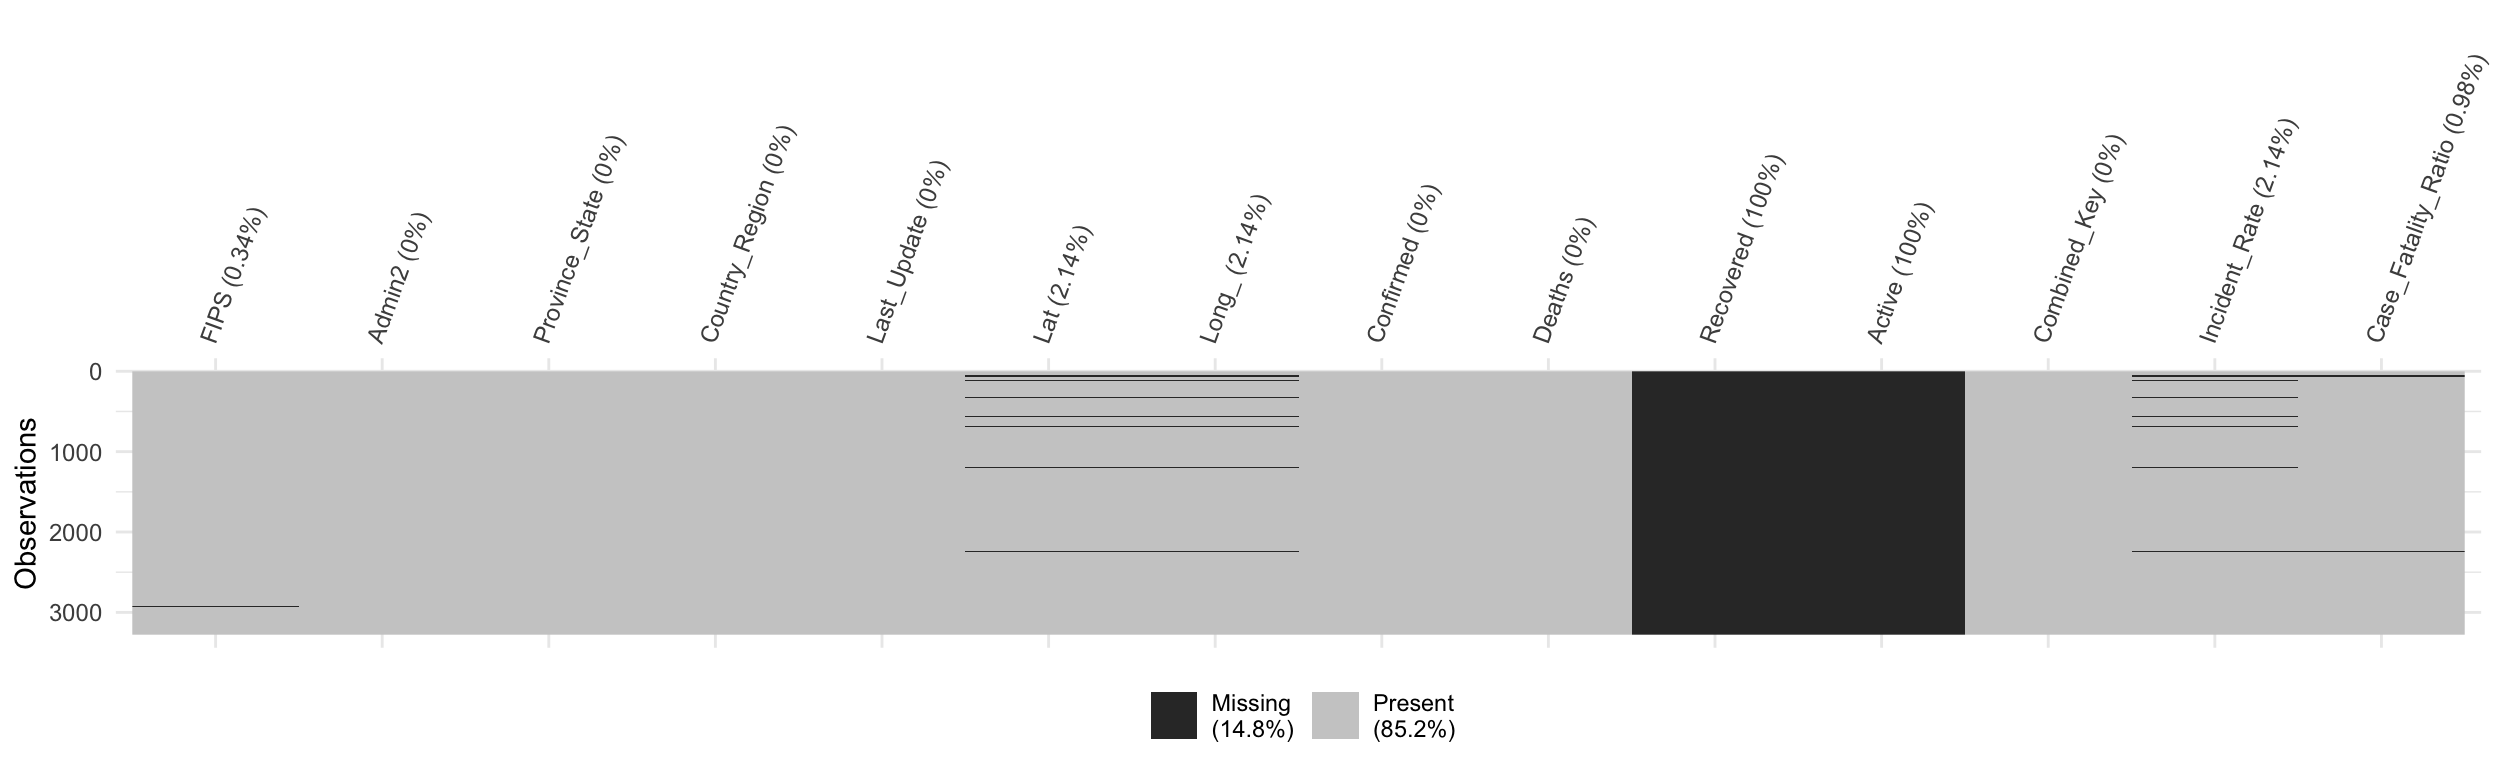 FIPS (0.34%)
Admin2 (0%)
Province_State (0%)
Country_Region (0%)
Last_Update (0%)
Lat (2.14%)
Long_ (2.14%)
Confirmed (0%)
Deaths (0%)
Recovered (100%)
Active (100%)
Combined_Key (0%)
Incident_Rate (2.14%)
Case_Fatality_Ratio (0.98%)
Observations
0
1000
2000
3000
Missing
(14.8%)
Present
(85.2%)